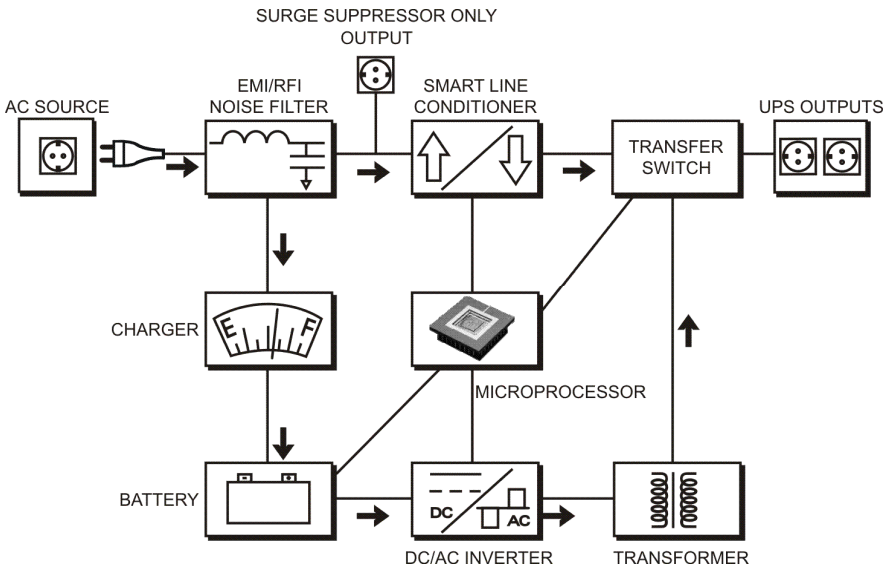 SURGE SUPPRESSOR ONLY
OUTPUT
EMI/RFI
NOISE FILTER
SMART LINE
CONDITIONER
AC SOURCE
UPS OUTPUTS
TRANSFER
SWITCH
CHARGER
E F
MICROPROCESSOR
BATTERY
- +
DC AC
DC/AC INVERTER
TRANSFORMER